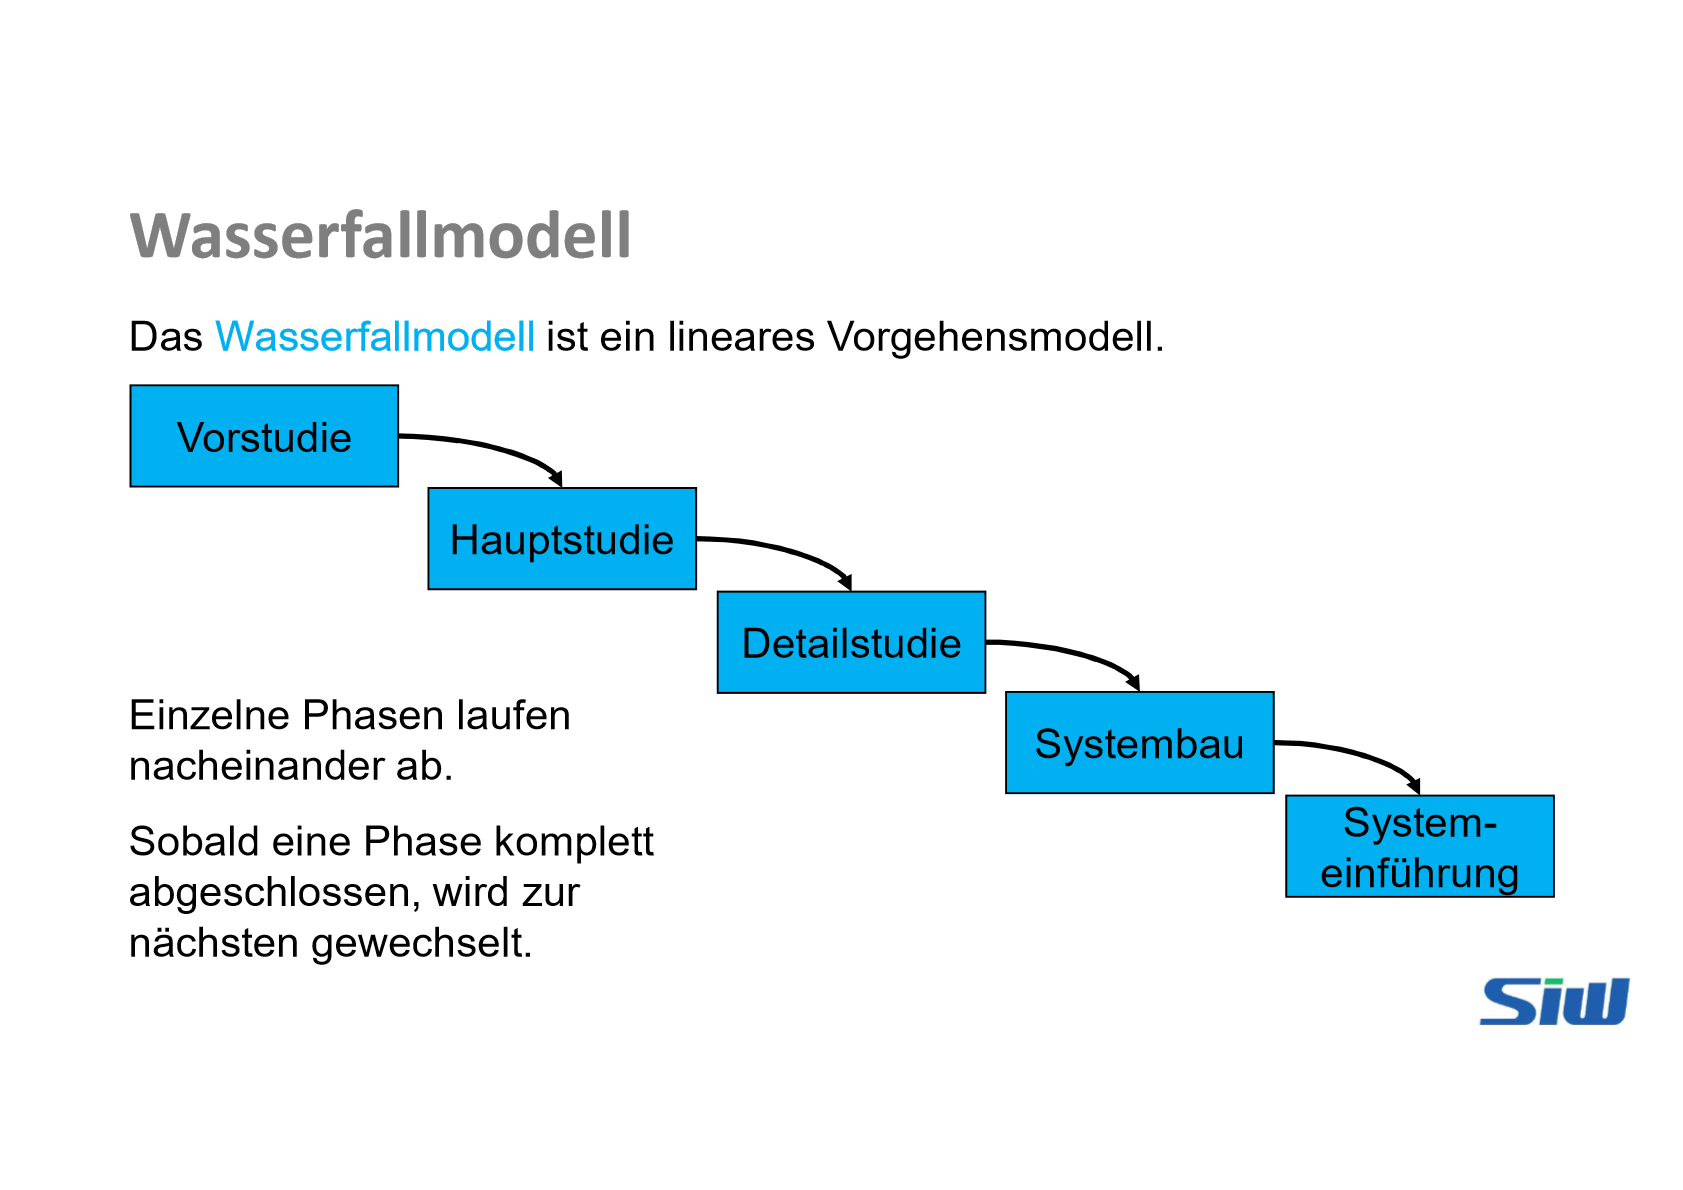 Wasserfallmodell
Das Wasserfallmodell ist ein lineares Vorgehensmodell.
Vorstudie
Hauptstudie
Detailstudie
Systembau
System-
einführung
Einzelne Phasen laufen
nacheinander ab.
Sobald eine Phase komplett
abgeschlossen, wird zur
nächsten gewechselt.
Siw